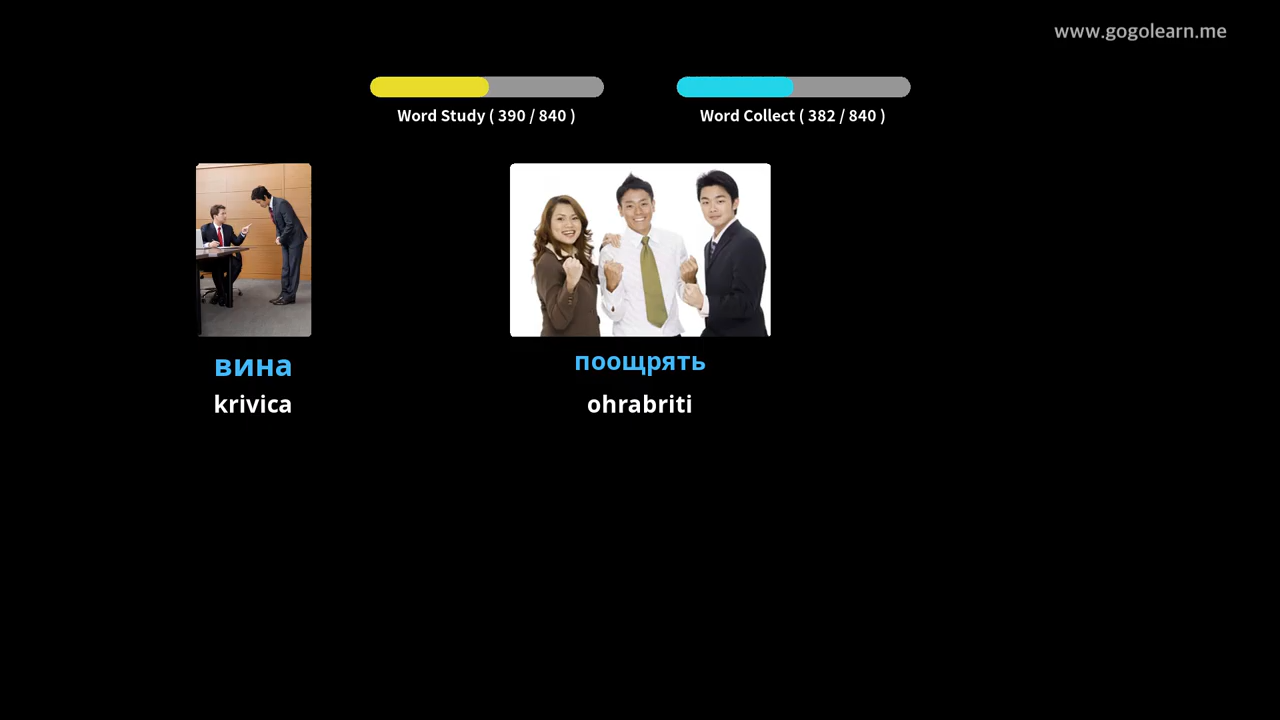 www.gogolearn.me
Word Study ( 390 / 840 )
Word Collect ( 382 / 840 )
вина
krivica
поощрять
ohrabriti